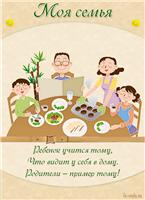 Моя семья
Ребенок учится тому,
Что видит у себя в дому.
Родители – пример тому!